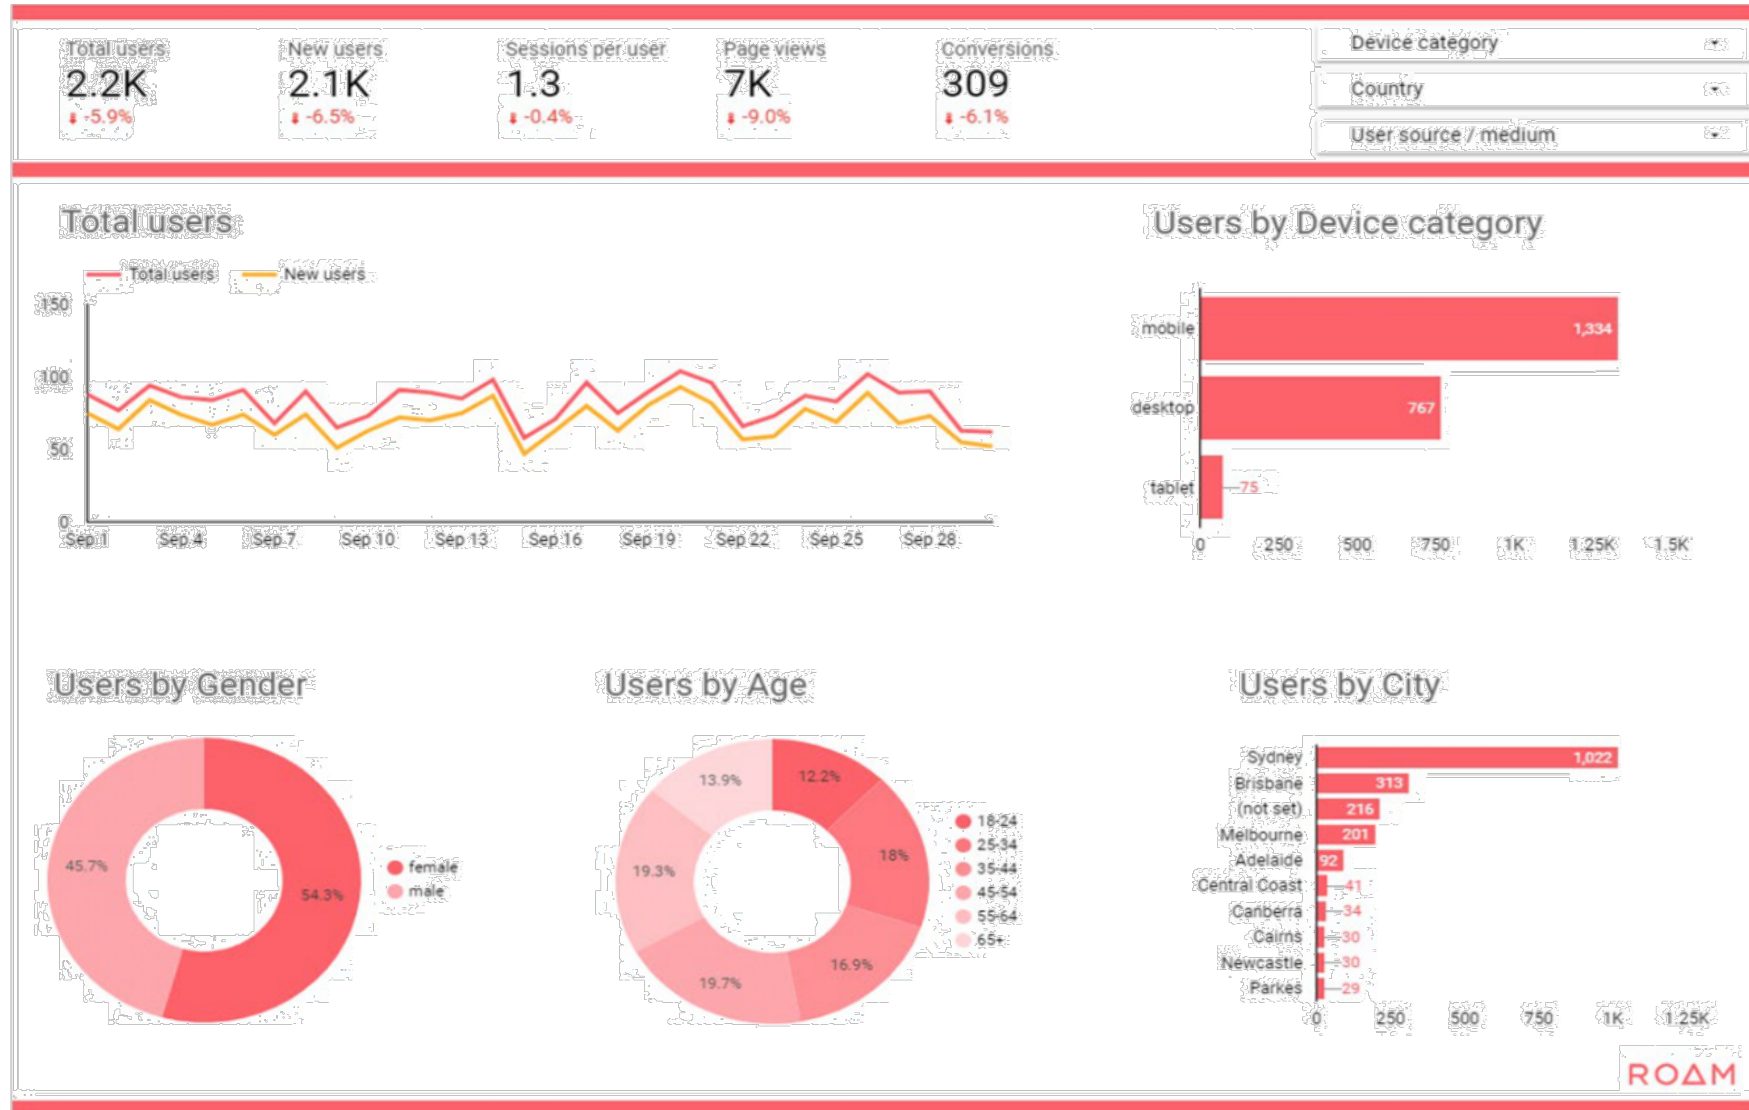 Total users
2.2K
-5.9%
New users
2.1K
-6.5%
Sessions per user
1.3
-0.4%
Page views
7K
-9.0%
Conversions
309
-6.1%
Device category
Country
User source / medium
Total users
Total users New users
150
100
50
0
Sep 1 Sep 4 Sep 7 Sep 10 Sep 13 Sep 16 Sep 19 Sep 22 Sep 25 Sep 28
Users by Device category
mobile 1,334
desktop 767
tablet 75
0 250 500 750 1K 1.25K 1.5K
Users by Gender
45.7%
54.3%
female
male
Users by Age
13.9%
12.2%
19.3%
18%
19.7%
16.9%
18-24
25-34
35-44
45-54
55-64
65+
Users by City
Sydney 1,022
Brisbane 313
(not set) 216
Melbourne 201
Adelaide 92
Central Coast 41
Canberra 34
Cairns 30
Newcastle 30
Parkes 29
0 250 500 750 1K 1.25K
ROAM